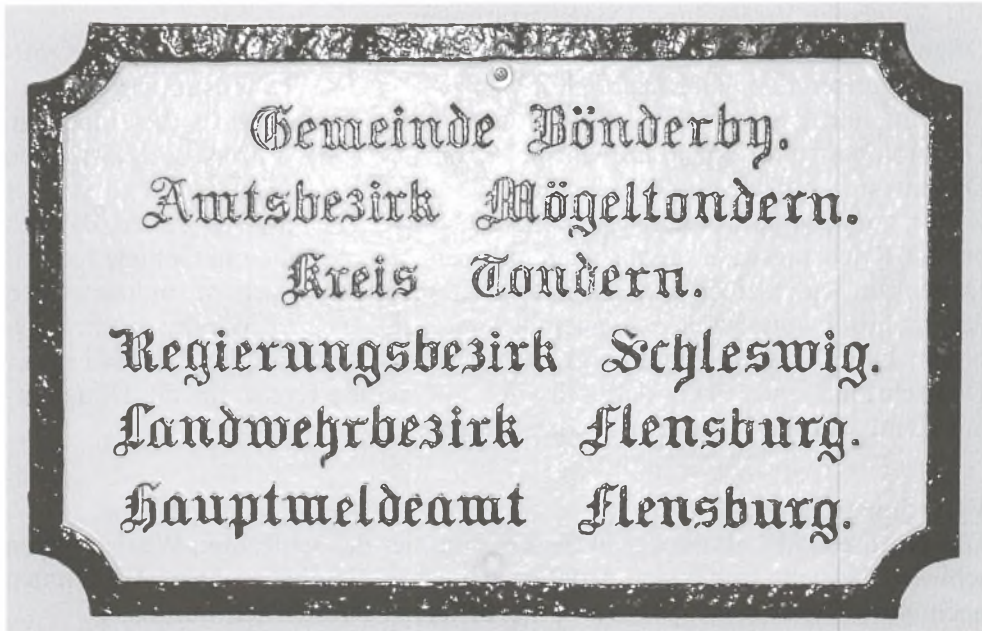 Gemeinde Bönderby.
Amtsbezirk Mögeltondern.
Kreis Tondern.
Regierungsbezirk Schleswig.
Landwehrbezirk Flensburg.
Hauptmeldeamt Flensburg.